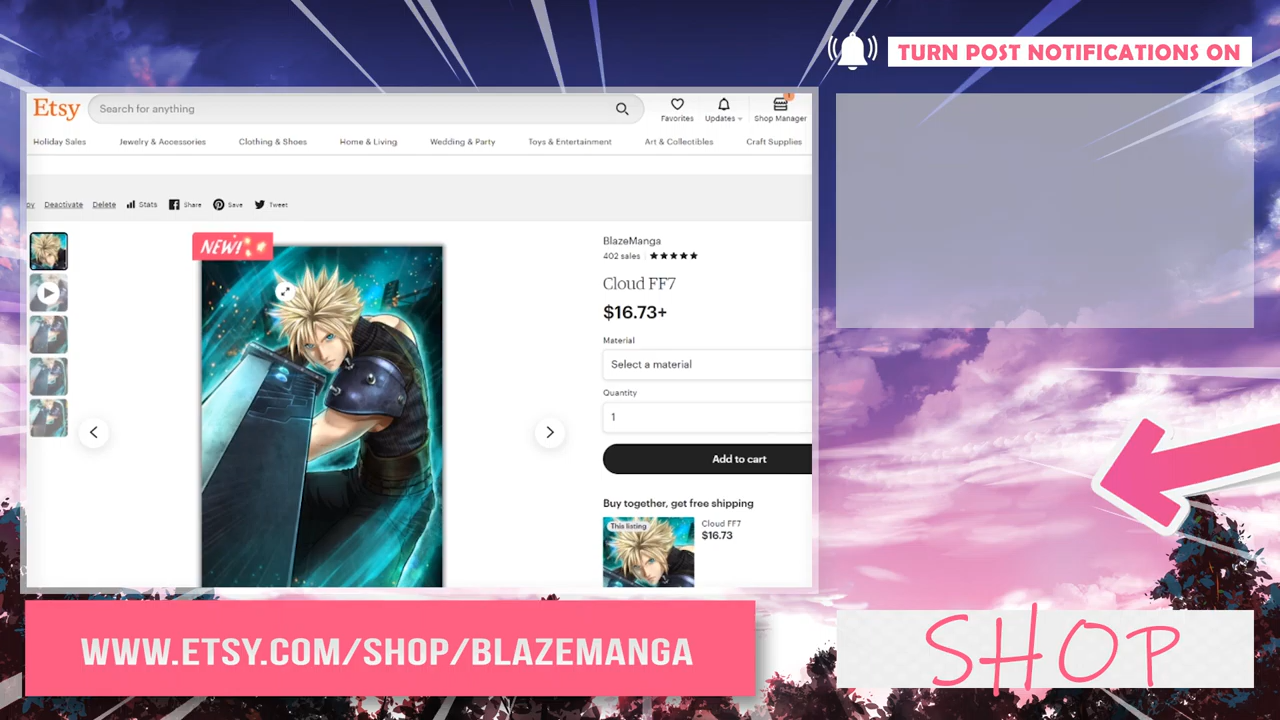 TURN POST NOTIFICATIONS ON
Etsy
Search for anything
Favorites
Updates
1
Shop Manager
Holiday Sales
Jewelry & Accessories
Clothing & Shoes
Home & Living
Wedding & Party
Toys & Entertainment
Art & Collectibles
Craft Supplies
Deactivate
Delete
Stats
Share
Save
Tweet
NEW!
BlazeManga
402 sales
Cloud FF7
$16.73+
Material
Select a material
Quantity
1
Add to cart
Buy together, get free shipping
This listing
Cloud FF7
$16.73
WWW.ETSY.COM/SHOP/BLAZEMANGA
SHOP